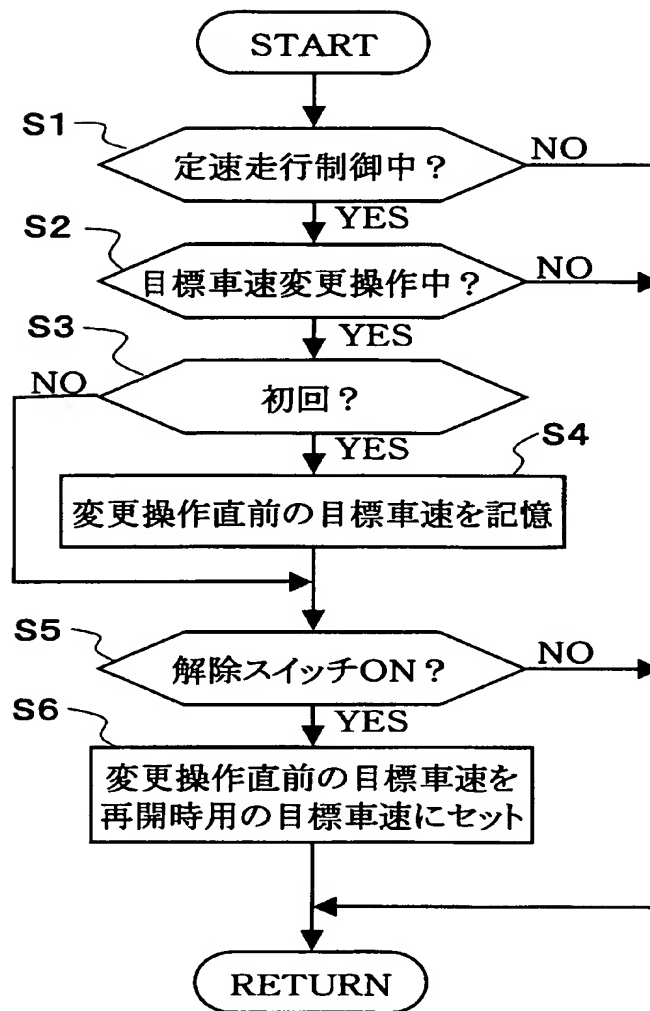 START
S1
定速走行制御中？
NO
YES
S2
目標車速変更操作中？
NO
YES
S3
NO
初回？
YES
S4
変更操作直前の目標車速を記憶
S5
解除スイッチON？
NO
YES
S6
変更操作直前の目標車速を
再開時用の目標車速にセット
RETURN